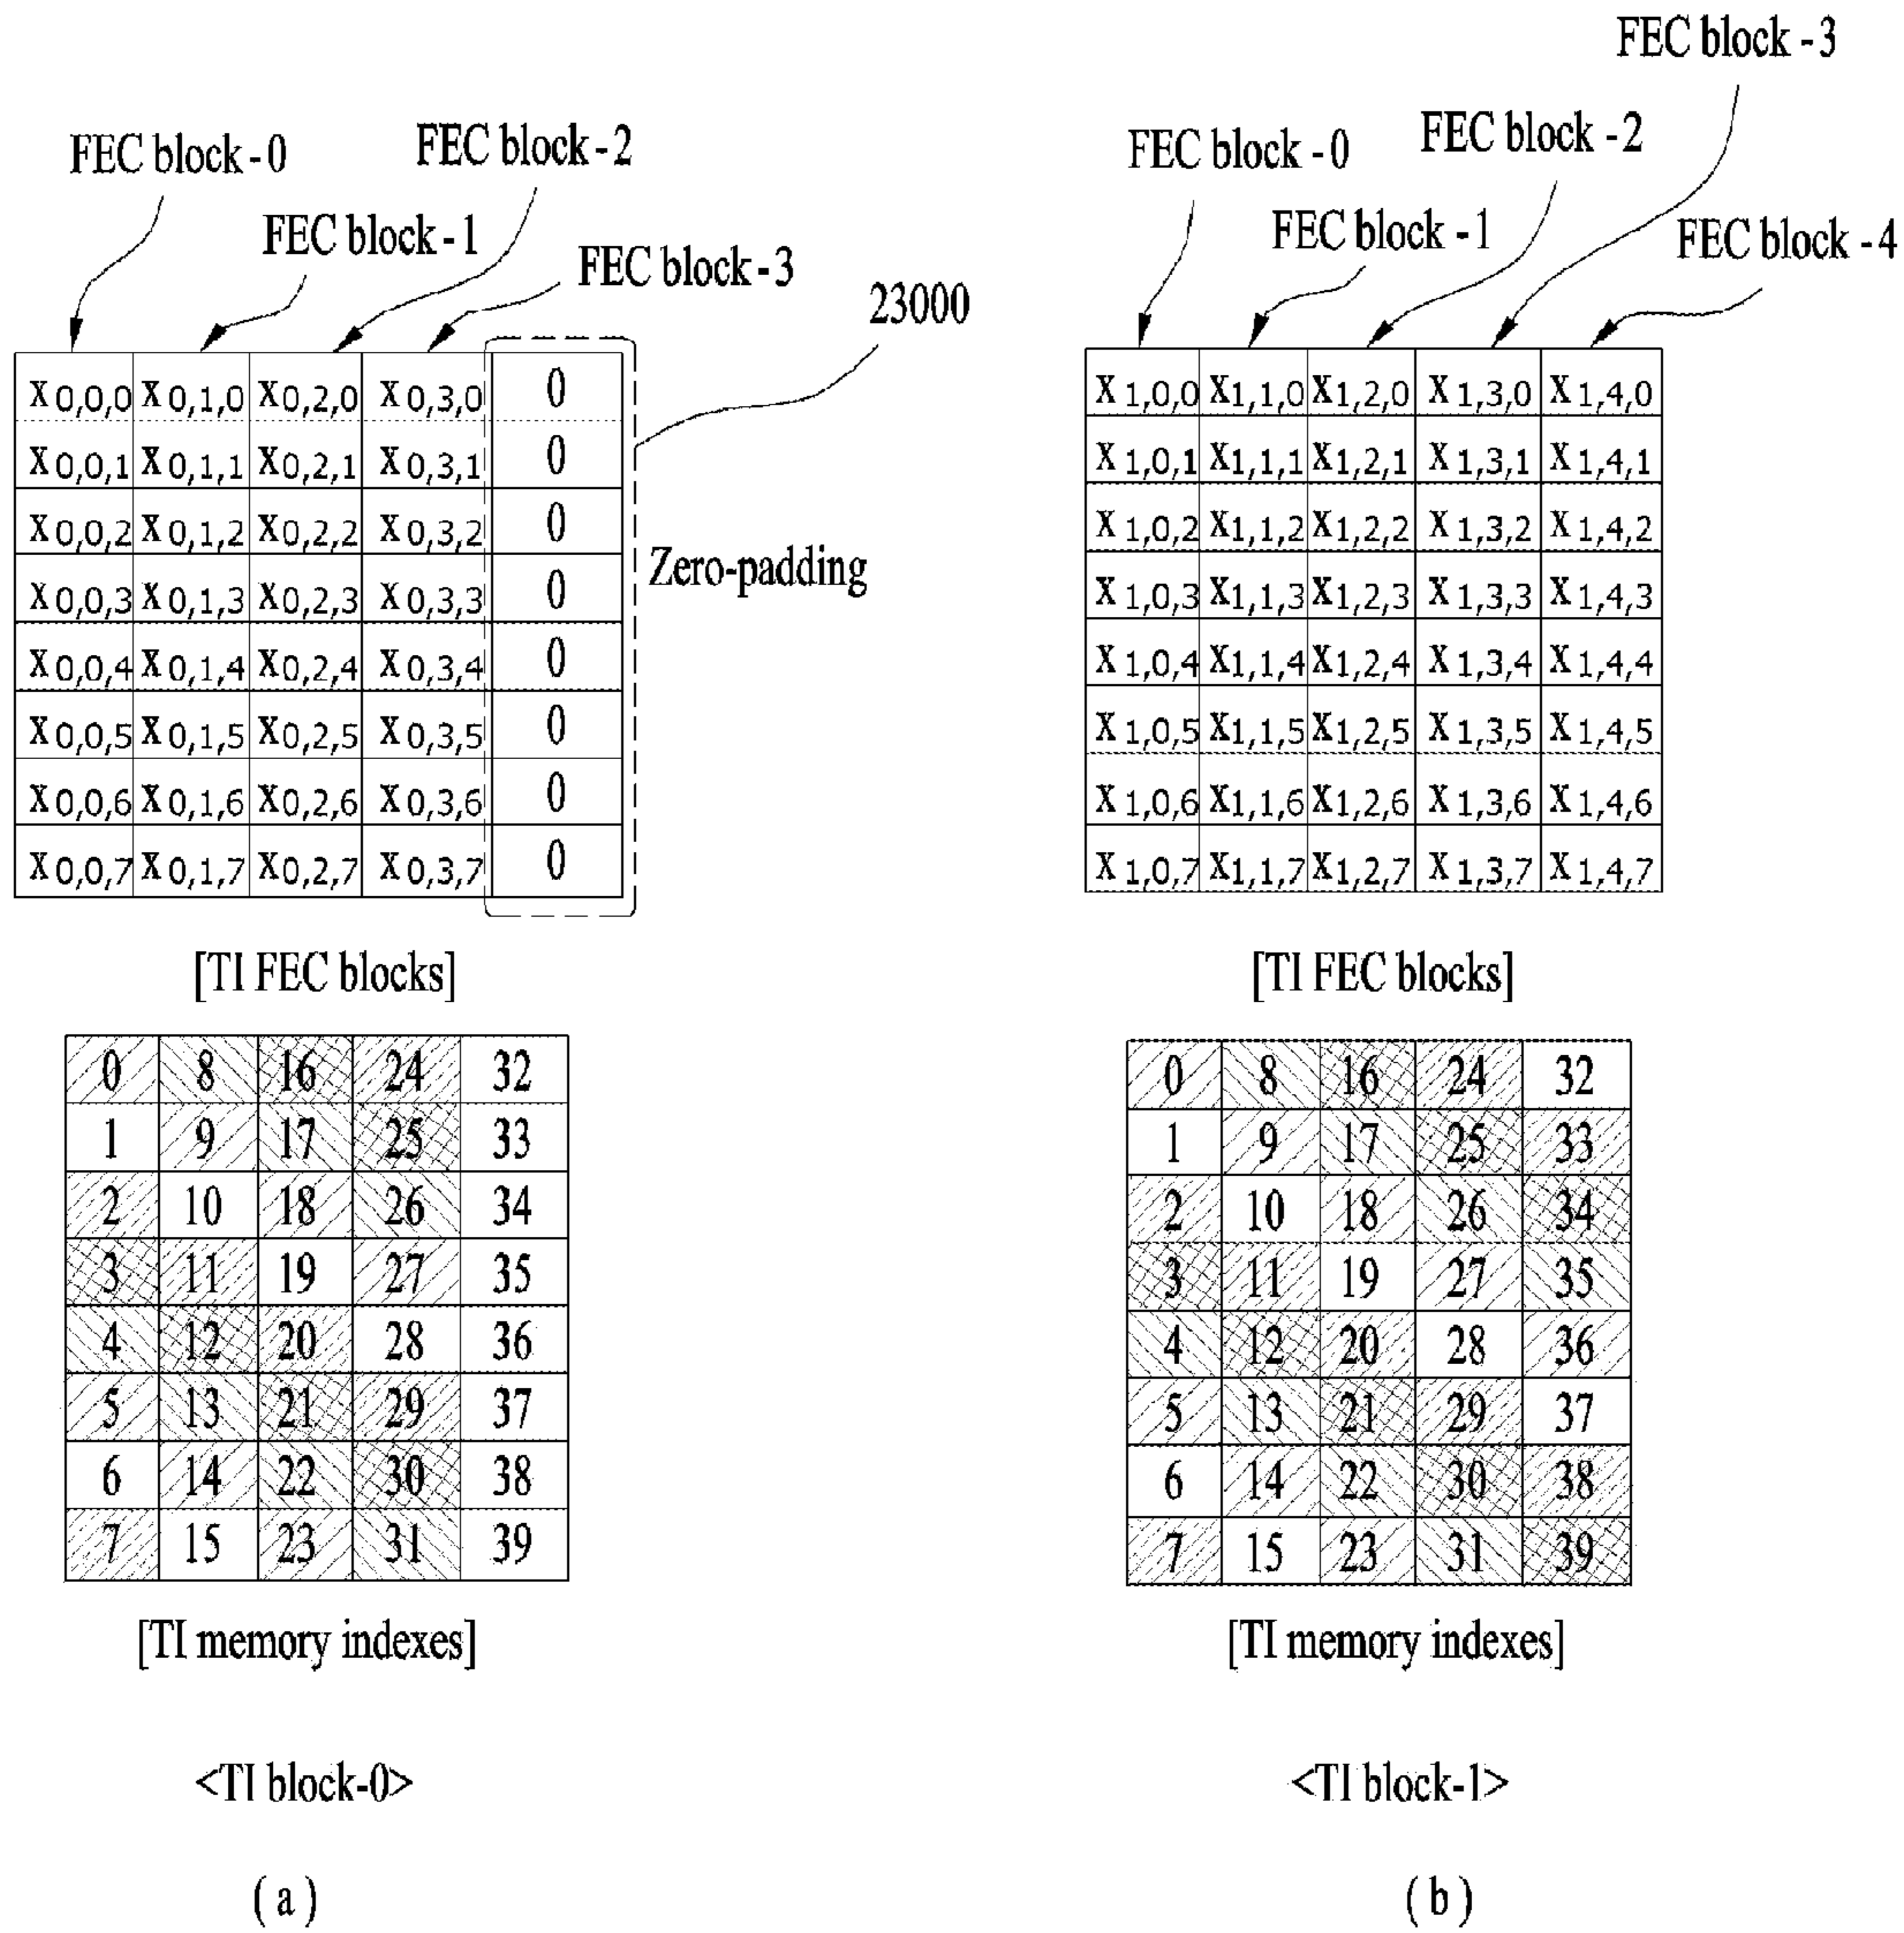 FEC block - 3
FEC block - 0
FEC block - 2
FEC block - 1
FEC block - 3
23000
FEC block - 0
FEC block - 2
FEC block - 1
FEC block - 4
x0,0,0 x0,1,0 x0,2,0 x0,3,0 0
x0,0,1 x0,1,1 x0,2,1 x0,3,1 0
x0,0,2 x0,1,2 x0,2,2 x0,3,2 0
x0,0,3 x0,1,3 x0,2,3 x0,3,3 0
x0,0,4 x0,1,4 x0,2,4 x0,3,4 0
x0,0,5 x0,1,5 x0,2,5 x0,3,5 0
x0,0,6 x0,1,6 x0,2,6 x0,3,6 0
x0,0,7 x0,1,7 x0,2,7 x0,3,7 0
Zero-padding
x1,0,0 x1,1,0 x1,2,0 x1,3,0 x1,4,0
x1,0,1 x1,1,1 x1,2,1 x1,3,1 x1,4,1
x1,0,2 x1,1,2 x1,2,2 x1,3,2 x1,4,2
x1,0,3 x1,1,3 x1,2,3 x1,3,3 x1,4,3
x1,0,4 x1,1,4 x1,2,4 x1,3,4 x1,4,4
x1,0,5 x1,1,5 x1,2,5 x1,3,5 x1,4,5
x1,0,6 x1,1,6 x1,2,6 x1,3,6 x1,4,6
x1,0,7 x1,1,7 x1,2,7 x1,3,7 x1,4,7
[TI FEC blocks]
[TI FEC blocks]
0 8 16 24 32
1 9 17 25 33
2 10 18 26 34
3 11 19 27 35
4 12 20 28 36
5 13 21 29 37
6 14 22 30 38
7 15 23 31 39
[TI memory indexes]
<TI block-0>
( a )
0 8 16 24 32
1 9 17 25 33
2 10 18 26 34
3 11 19 27 35
4 12 20 28 36
5 13 21 29 37
6 14 22 30 38
7 15 23 31 39
[TI memory indexes]
<TI block-1>
( b )